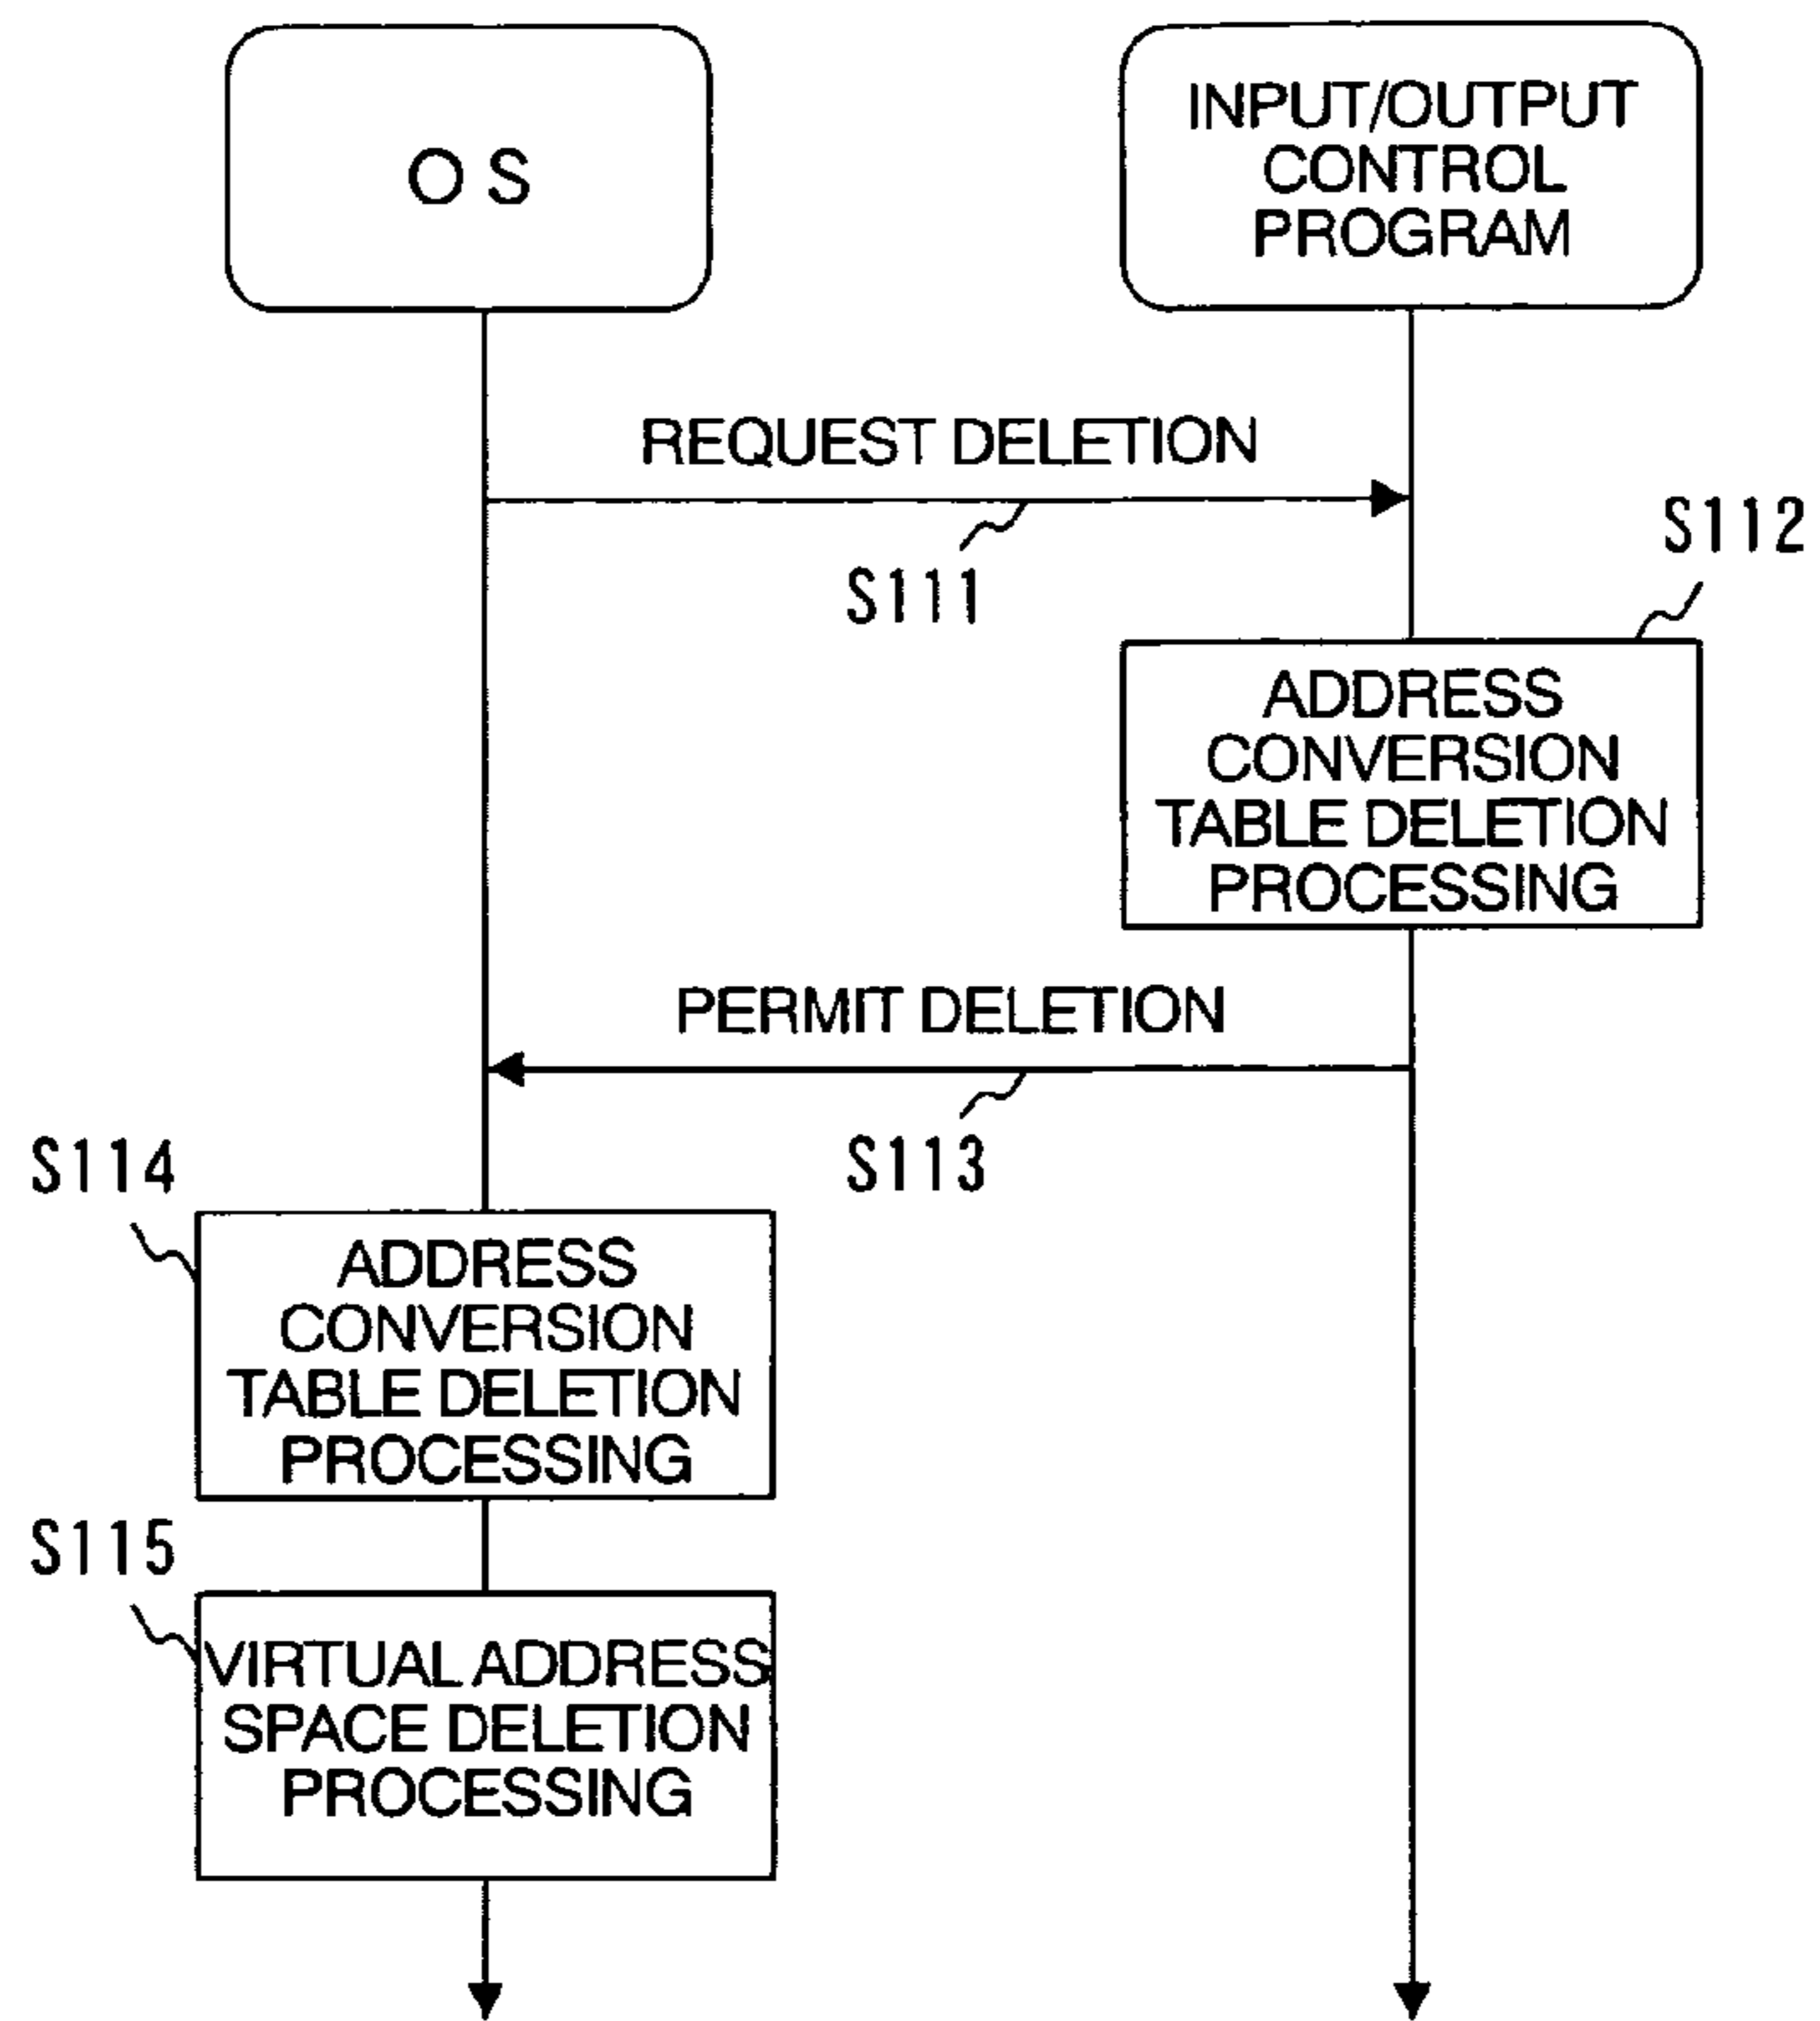 O S
INPUT/OUTPUT
CONTROL
PROGRAM
REQUEST DELETION
S111
S112
ADDRESS
CONVERSION
TABLE DELETION
PROCESSING
PERMIT DELETION
S113
S114
ADDRESS
CONVERSION
TABLE DELETION
PROCESSING
S115
VIRTUAL ADDRESS
SPACE DELETION
PROCESSING